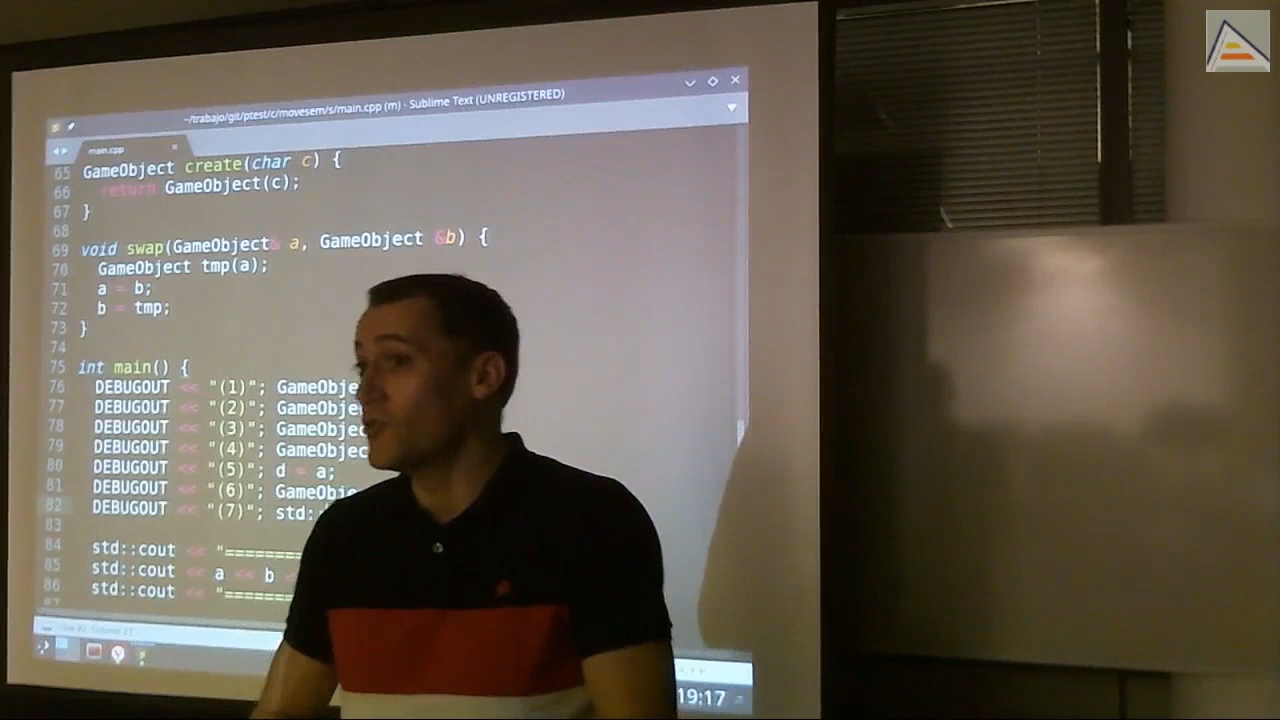 ~/trabajo/git/ptest/c/movesem/s/main.cpp (m) - Sublime Text (UNREGISTERED)
main.cpp
65 GameObject create(char c) {
66 return GameObject(c);
67 }
68
69 void swap(GameObject& a, GameObject &b) {
70 GameObject tmp(a);
71 a = b;
72 b = tmp;
73 }
74
75 int main() {
76 DEBUGOUT << "(1)"; GameObje
77 DEBUGOUT << "(2)"; GameObj
78 DEBUGOUT << "(3)"; GameObje
79 DEBUGOUT << "(4)"; GameObj
80 DEBUGOUT << "(5)"; d = a;
81 DEBUGOUT << "(6)"; GameObje
82 DEBUGOUT << "(7)"; std:
83
84 std::cout << "========
85 std::cout << a << b <
86 std::cout << "=======
87
19:17